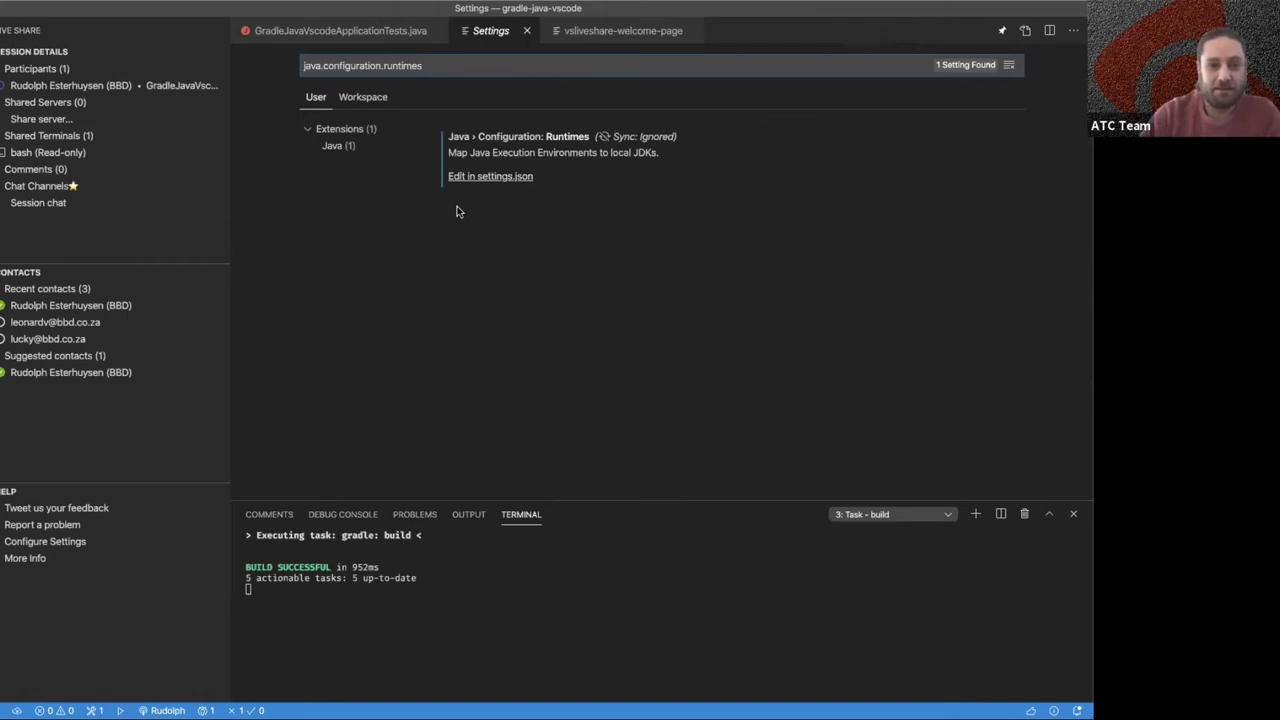 Settings — gradle-java-vscode
IVE SHARE
GradleJavaVscodeApplicationTests.java
Settings
vsliveshare-welcome-page
ESSION DETAILS
Participants (1)
Rudolph Esterhuysen (BBD) • GradleJavaVsc...
Shared Servers (0)
Share server...
Shared Terminals (1)
bash (Read-only)
Comments (0)
Chat Channels
Session chat
java.configuration.runtimes
1 Setting Found
User
Workspace
Extensions (1)
Java (1)
Java › Configuration: Runtimes (Sync: Ignored)
Map Java Execution Environments to local JDKs.
Edit in settings.json
ATC Team
ONTACTS
Recent contacts (3)
Rudolph Esterhuysen (BBD)
leonardv@bbd.co.za
lucky@bbd.co.za
Suggested contacts (1)
Rudolph Esterhuysen (BBD)
ELP
Tweet us your feedback
Report a problem
Configure Settings
More Info
COMMENTS
DEBUG CONSOLE
PROBLEMS
OUTPUT
TERMINAL
3: Task - build
> Executing task: gradle: build <
BUILD SUCCESSFUL in 952ms
5 actionable tasks: 5 up-to-date
0 0
1
Rudolph
1
1
0